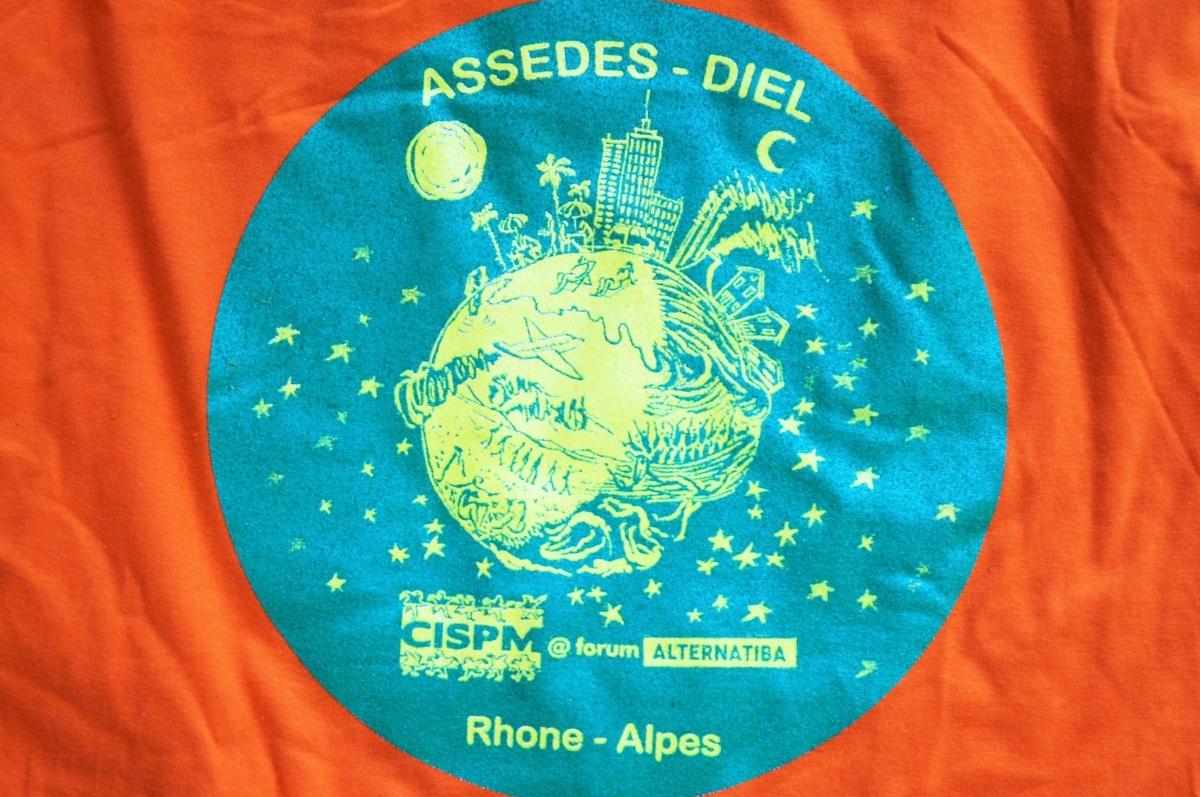 ASSEDES - DIEL
CISPM @ forum ALTERNATIBA
Rhone - Alpes